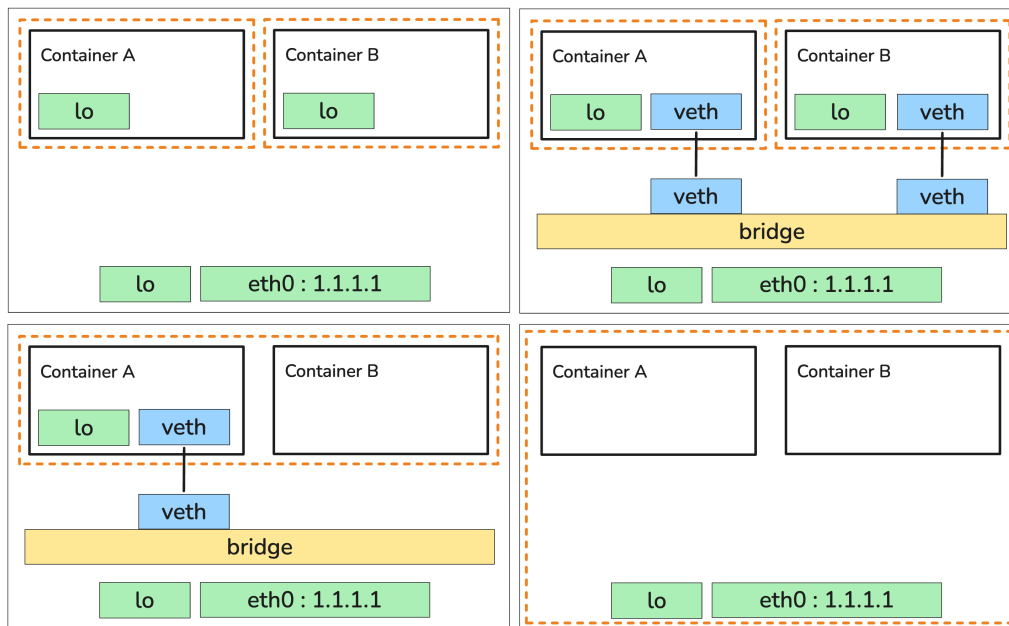 Container A
lo
Container B
lo
lo
eth0 : 1.1.1.1
Container A
lo
veth
Container B
lo
veth
veth
veth
bridge
lo
eth0 : 1.1.1.1
Container A
lo
veth
Container B
veth
bridge
lo
eth0 : 1.1.1.1
Container A
Container B
lo
eth0 : 1.1.1.1